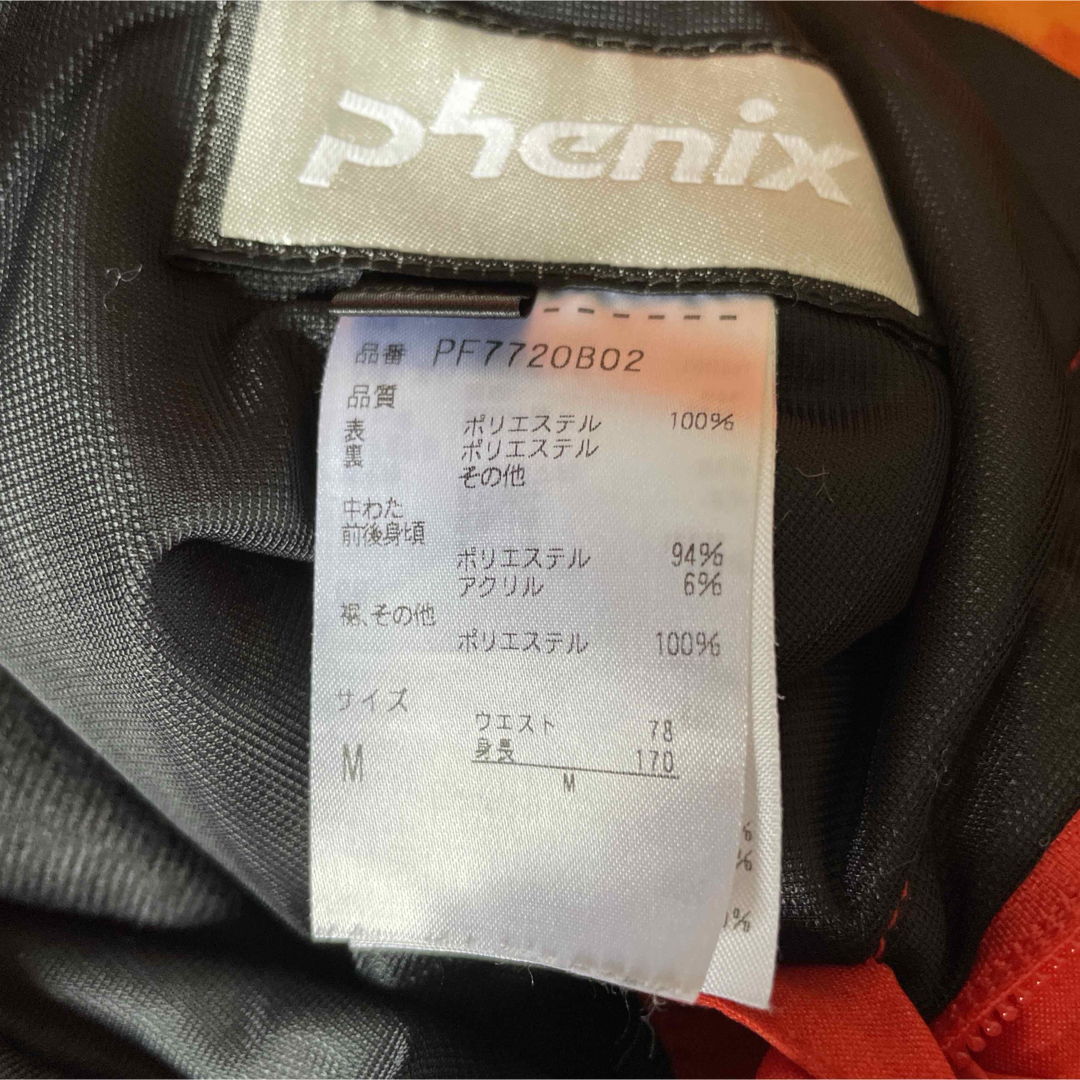 phenix
品番 PF7720B02
品質
表 ポリエステル 100%
裏 ポリエステル
その他
中わた
前後身頃
ポリエステル 94%
アクリル 6%
裾、その他
ポリエステル 100%
サイズ
ウエスト 78
M 身長 170
M
%
%
%